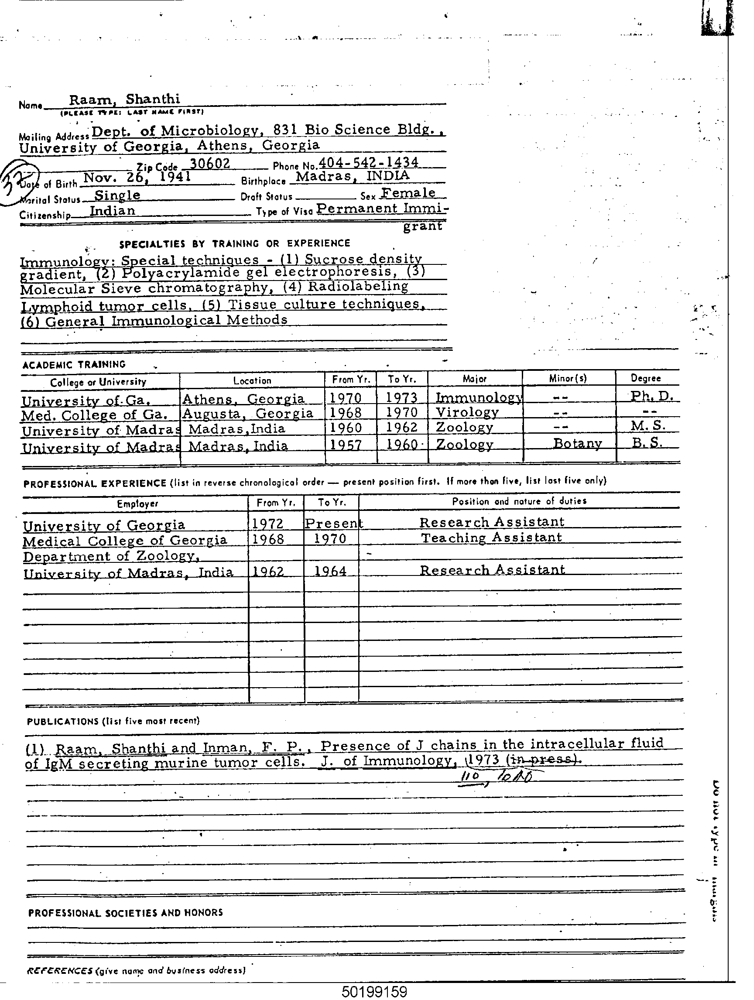 Name Raam, Shanthi
(PLEASE TYPE: LAST NAME FIRST)
Mailing Address Dept. of Microbiology, 831 Bio Science Bldg.,
University of Georgia, Athens, Georgia
Zip Code 30602 Phone No. 404-542-1434
Date of Birth Nov. 26, 1941 Birthplace Madras, INDIA
Marital Status Single Draft Status Sex Female
Citizenship Indian Type of Visa Permanent Immi-
grant
SPECIALTIES BY TRAINING OR EXPERIENCE
Immunology: Special techniques - (1) Sucrose density
gradient, (2) Polyacrylamide gel electrophoresis, (3)
Molecular Sieve chromatography, (4) Radiolabeling
Lymphoid tumor cells, (5) Tissue culture techniques,
(6) General Immunological Methods
ACADEMIC TRAINING
College or University Location From Yr. To Yr. Major Minor(s) Degree
University of Ga. Athens, Georgia 1970 1973 Immunology -- Ph. D.
Med. College of Ga. Augusta, Georgia 1968 1970 Virology -- --
University of Madras Madras, India 1960 1962 Zoology -- M. S.
University of Madras Madras, India 1957 1960 Zoology Botany B. S.
PROFESSIONAL EXPERIENCE (list in reverse chronological order — present position first. If more than five, list last five only)
Employer From Yr. To Yr. Position and nature of duties
University of Georgia 1972 Present Research Assistant
Medical College of Georgia 1968 1970 Teaching Assistant
Department of Zoology,
University of Madras, India 1962 1964 Research Assistant
PUBLICATIONS (list five most recent)
(1) Raam, Shanthi and Inman, F. P., Presence of J chains in the intracellular fluid
of IgM secreting murine tumor cells. J. of Immunology, 1973 (in press).
110,
PROFESSIONAL SOCIETIES AND HONORS
REFERENCES (give name and business address)
Do not type in margins
50199159